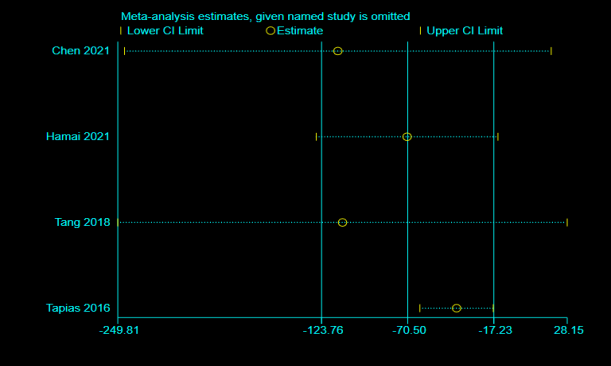 Meta-analysis estimates, given named study is omitted
Lower CI Limit Estimate Upper CI Limit
Chen 2021
Hamai 2021
Tang 2018
Tapias 2016
-249.81 -123.76 -70.50 -17.23 28.15